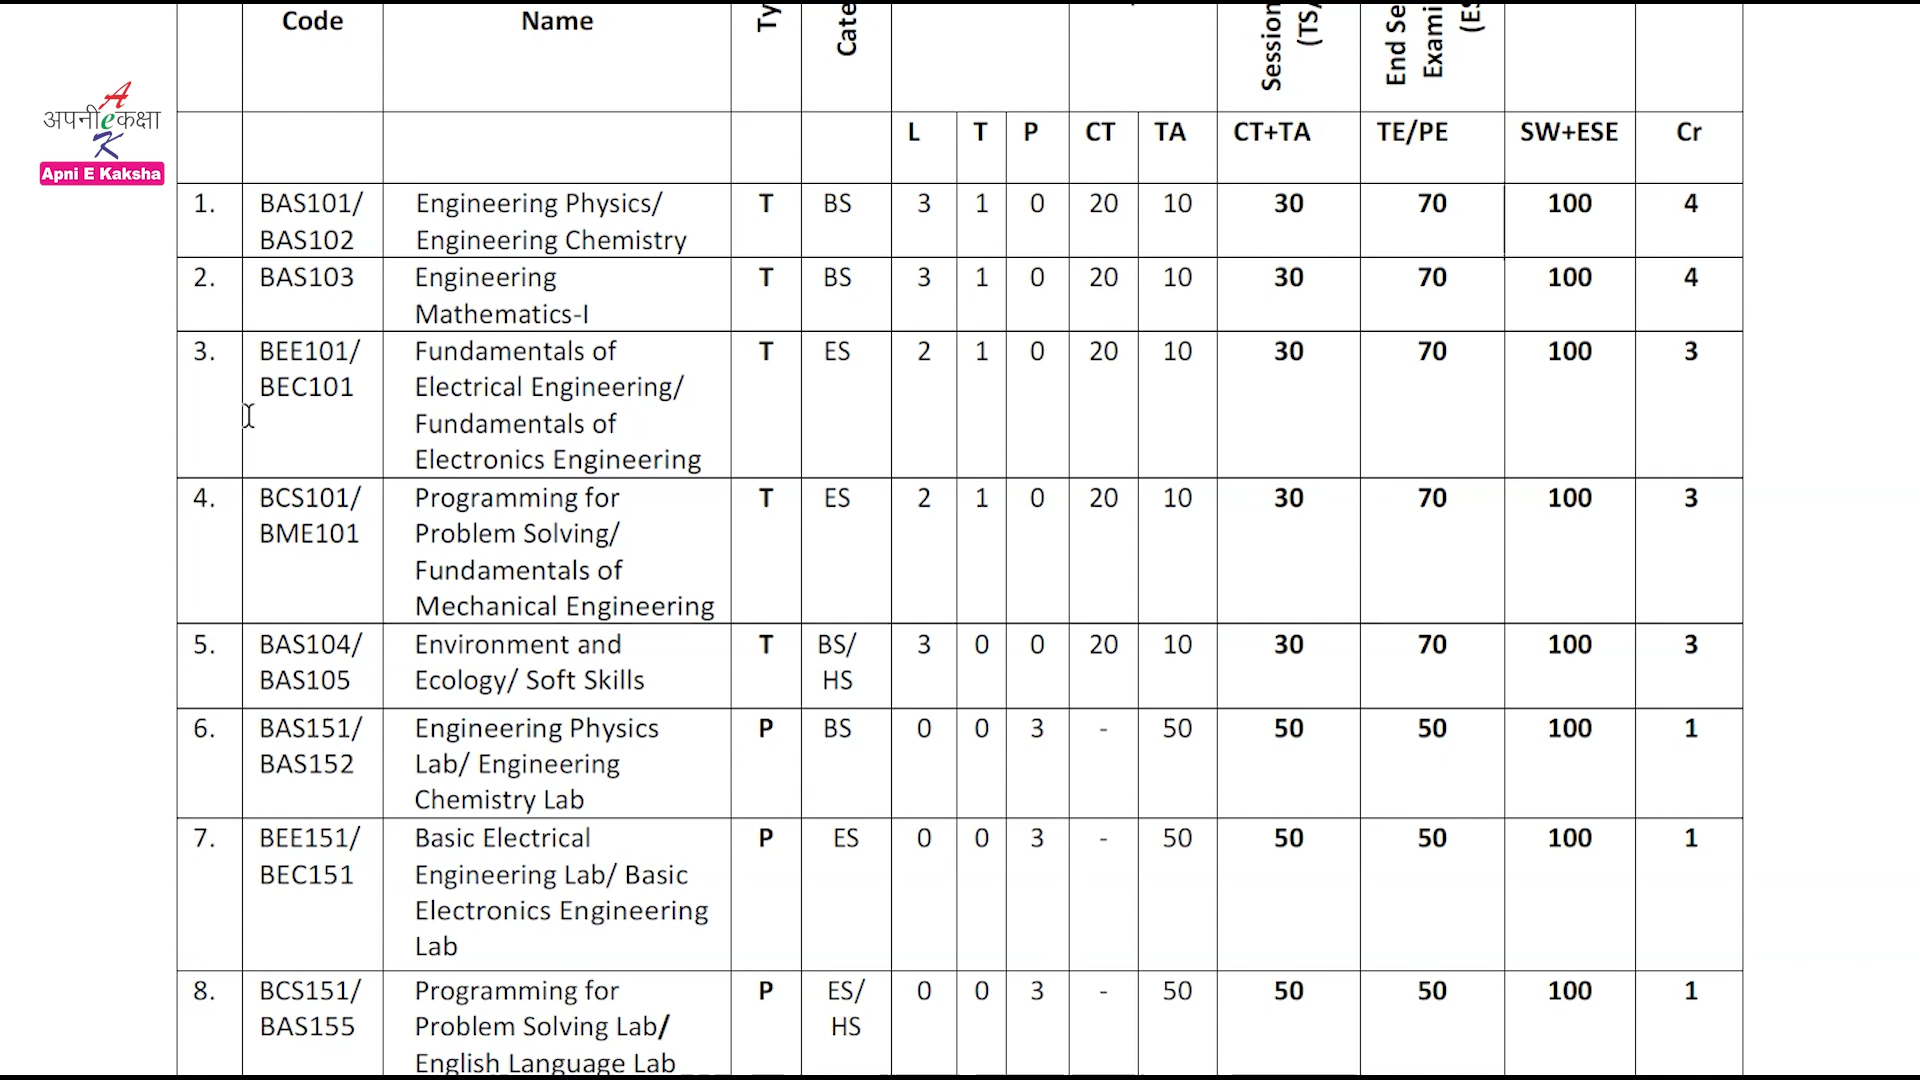 Code Name Ty Cate Session (TS/ End Se Exami (ES
A
अपनी e कक्षा
K
Apni E Kaksha
L T P CT TA CT+TA TE/PE SW+ESE Cr
1. BAS101/ Engineering Physics/ T BS 3 1 0 20 10 30 70 100 4
BAS102 Engineering Chemistry
2. BAS103 Engineering T BS 3 1 0 20 10 30 70 100 4
Mathematics-I
3. BEE101/ Fundamentals of T ES 2 1 0 20 10 30 70 100 3
BEC101 Electrical Engineering/
Fundamentals of
Electronics Engineering
4. BCS101/ Programming for T ES 2 1 0 20 10 30 70 100 3
BME101 Problem Solving/
Fundamentals of
Mechanical Engineering
5. BAS104/ Environment and T BS/ 3 0 0 20 10 30 70 100 3
BAS105 Ecology/ Soft Skills HS
6. BAS151/ Engineering Physics P BS 0 0 3 - 50 50 50 100 1
BAS152 Lab/ Engineering
Chemistry Lab
7. BEE151/ Basic Electrical P ES 0 0 3 - 50 50 50 100 1
BEC151 Engineering Lab/ Basic
Electronics Engineering
Lab
8. BCS151/ Programming for P ES/ 0 0 3 - 50 50 50 100 1
BAS155 Problem Solving Lab/ HS
English Language Lab